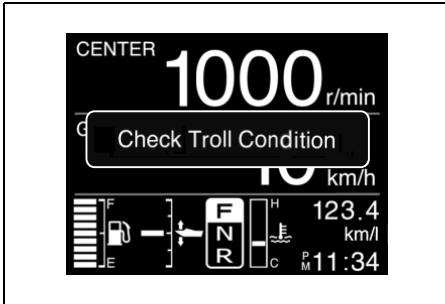 CENTER
1000 r/min
G
Check Troll Condition
km/h
F
E
F
N
R
H
C
123.4
km/l
PM 11:34